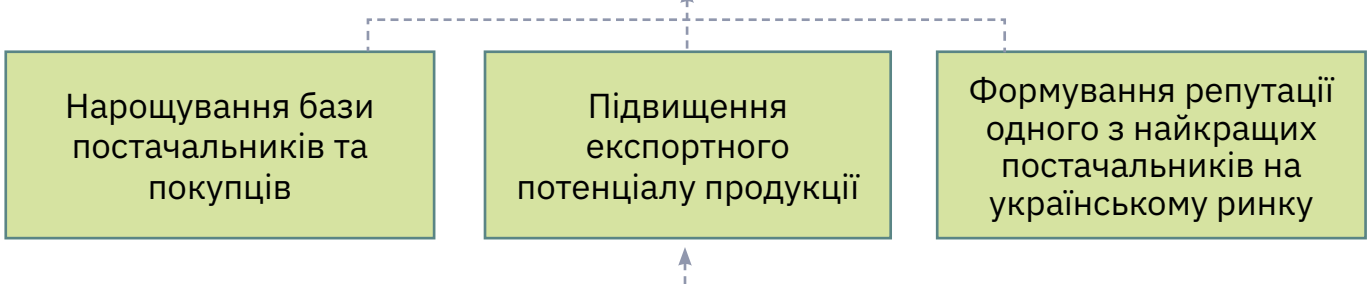 Нарощування бази
постачальників та
покупців
Підвищення
експортного
потенціалу продукції
Формування репутації
одного з найкращих
постачальників на
українському ринку